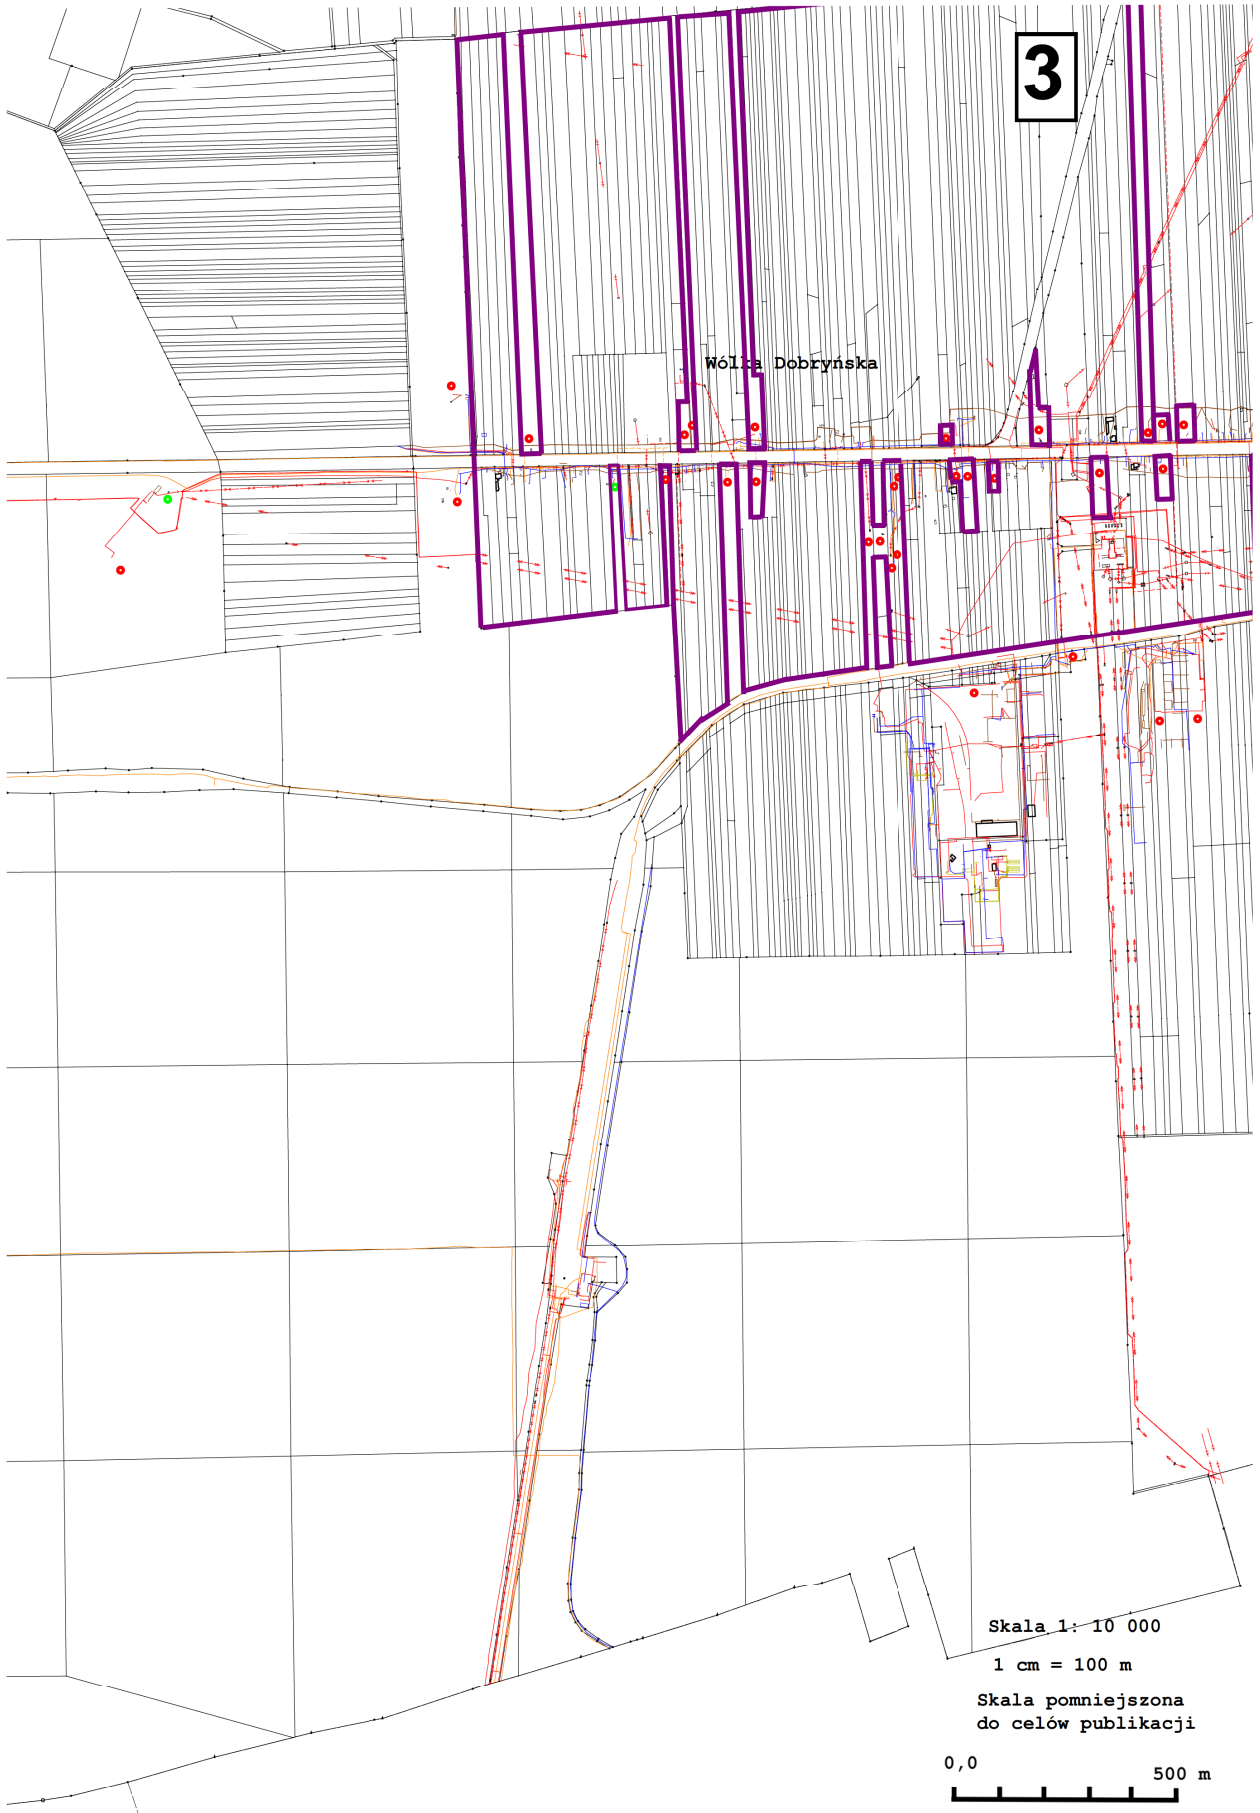 3
Wólka Dobryńska
Skala 1: 10 000
1 cm = 100 m
Skala pomniejszona
do celów publikacji
0,0
500 m